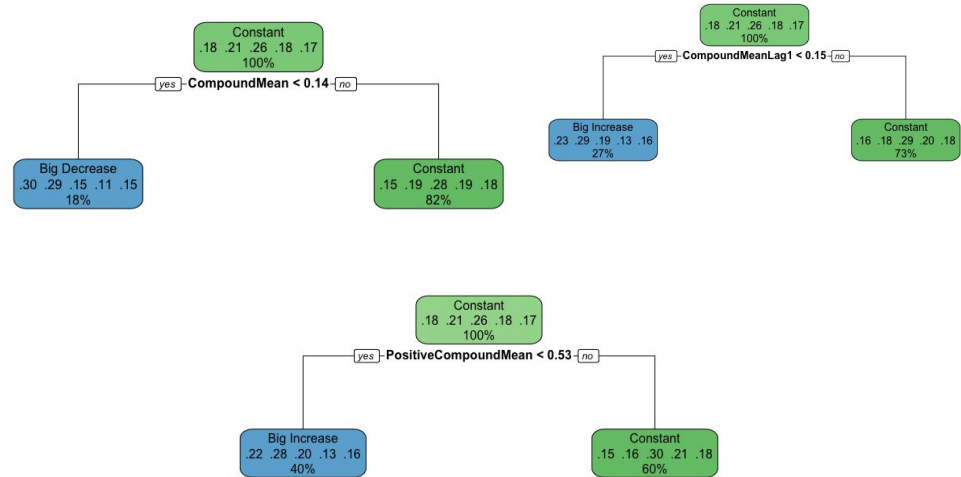 Constant
.18 .21 .26 .18 .17
100%
yes CompoundMean < 0.14 no
Big Decrease
.30 .29 .15 .11 .15
18%
Constant
.15 .19 .28 .19 .18
82%
Constant
.18 .21 .26 .18 .17
100%
yes CompoundMeanLag1 < 0.15 no
Big Increase
.23 .29 .19 .13 .16
27%
Constant
.16 .18 .29 .20 .18
73%
Constant
.18 .21 .26 .18 .17
100%
yes PositiveCompoundMean < 0.53 no
Big Increase
.22 .28 .20 .13 .16
40%
Constant
.15 .16 .30 .21 .18
60%